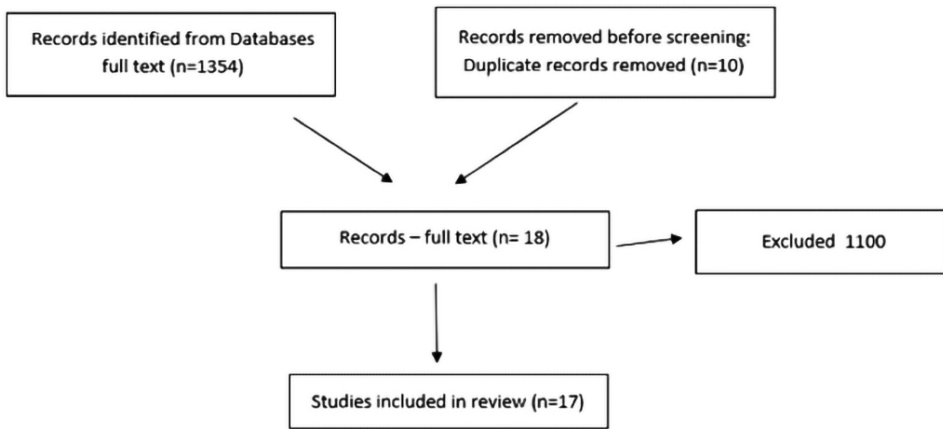 Records identified from Databases
full text (n=1354)
Records removed before screening:
Duplicate records removed (n=10)
Records – full text (n= 18)
Excluded 1100
Studies included in review (n=17)